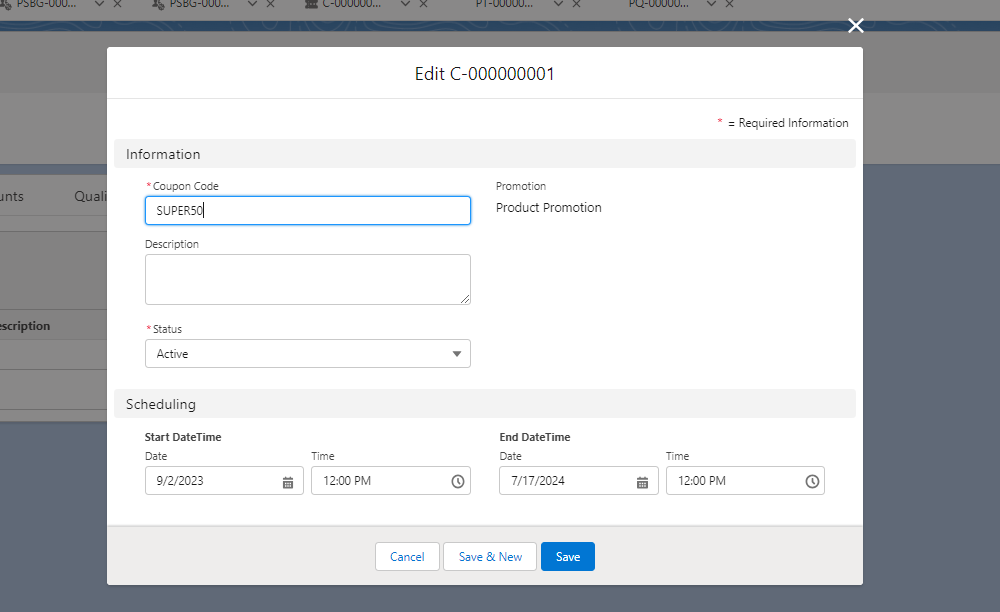 PSBG-000... PSBG-000... C-000000... PT-00000... PQ-00000...
Edit C-000000001
* = Required Information
Information
*Coupon Code
Promotion
SUPER50
Product Promotion
Description
*Status
Active
Scheduling
Start DateTime
End DateTime
Date Time Date Time
9/2/2023 12:00 PM 7/17/2024 12:00 PM
Cancel Save & New Save
unts Quali
escription